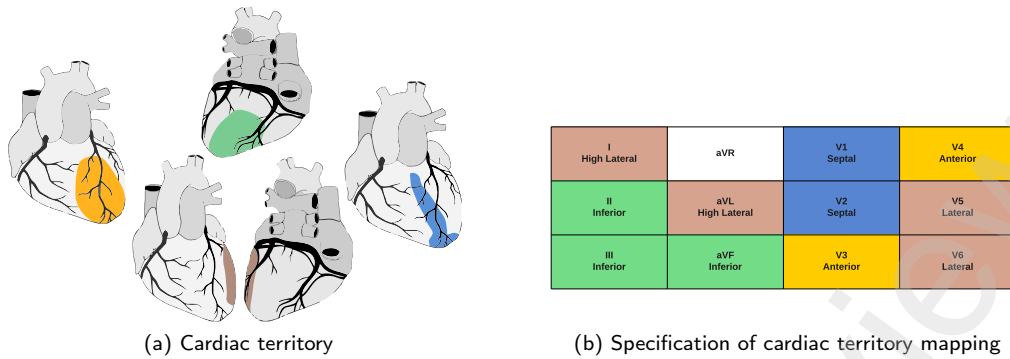 I
High Lateral
aVR
V1
Septal
V4
Anterior
II
Inferior
aVL
High Lateral
V2
Septal
V5
Lateral
III
Inferior
aVF
Inferior
V3
Anterior
V6
Lateral
(a) Cardiac territory
(b) Specification of cardiac territory mapping